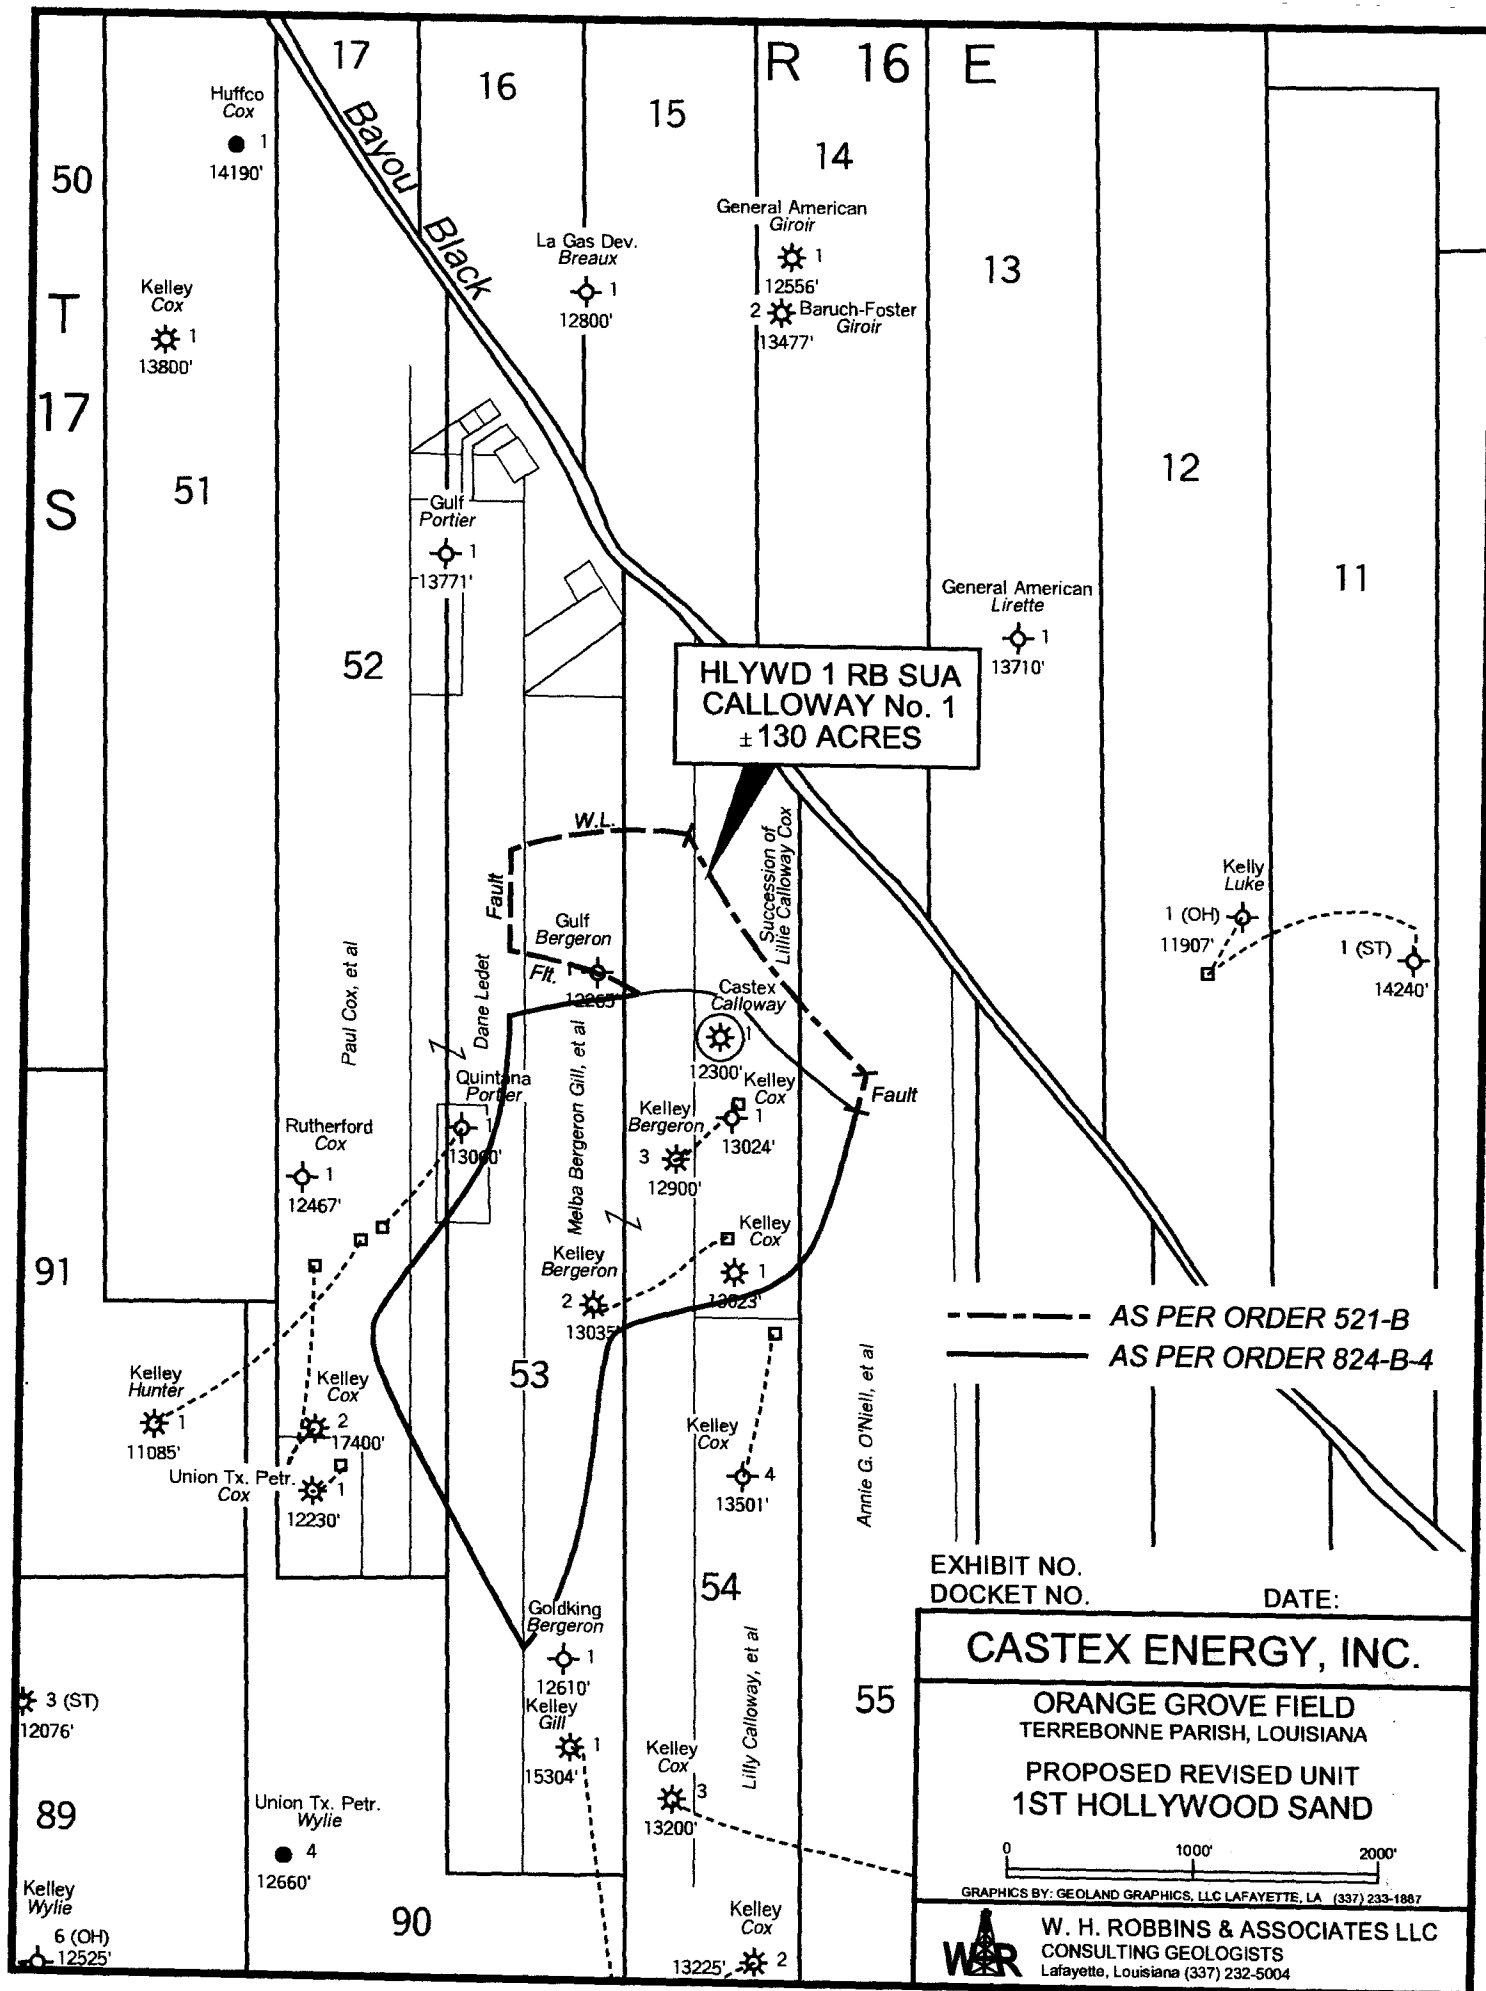 R 16 E
17
16
15
14
13
12
11
50
T
17
S
51
52
91
53
54
55
89
90
Bayou Black
Huffco
Cox
1
14190'
Kelley
Cox
1
13800'
La Gas Dev.
Breaux
1
12800'
General American
Giroir
1
12556'
2 Baruch-Foster
Giroir
13477'
Gulf
Portier
1
13771'
General American
Lirette
1
13710'
HLYWD 1 RB SUA
CALLOWAY No. 1
±130 ACRES
W.L.
Fault
Flt.
Gulf
Bergeron
1
12265'
Succession of
Lillie Calloway Cox
Castex
Calloway
1
12300'
Fault
Kelly
Luke
1 (OH)
11907'
1 (ST)
14240'
Paul Cox, et al
Dane Ledet
Melba Bergeron Gill, et al
Quintana
Portier
1
13060'
Kelley
Cox
1
13024'
Kelley
Bergeron
3
12900'
Rutherford
Cox
1
12467'
Kelley
Cox
1
13023'
Kelley
Bergeron
2
13035'
AS PER ORDER 521-B
AS PER ORDER 824-B-4
Kelley
Hunter
1
11085'
Kelley
Cox
2
17400'
Union Tx. Petr.
Cox
1
12230'
Kelley
Cox
4
13501'
Annie G. O'Niell, et al
Goldking
Bergeron
1
12610'
Kelley
Gill
1
15304'
Lilly Calloway, et al
Kelley
Cox
3
13200'
3 (ST)
12076'
Union Tx. Petr.
Wylie
4
12660'
Kelley
Wylie
6 (OH)
12525'
Kelley
Cox
2
13225'
EXHIBIT NO.
DOCKET NO. DATE:
CASTEX ENERGY, INC.
ORANGE GROVE FIELD
TERREBONNE PARISH, LOUISIANA
PROPOSED REVISED UNIT
1ST HOLLYWOOD SAND
0 1000' 2000'
GRAPHICS BY: GEOLAND GRAPHICS, LLC LAFAYETTE, LA (337) 233-1887
W R
W. H. ROBBINS & ASSOCIATES LLC
CONSULTING GEOLOGISTS
Lafayette, Louisiana (337) 232-5004